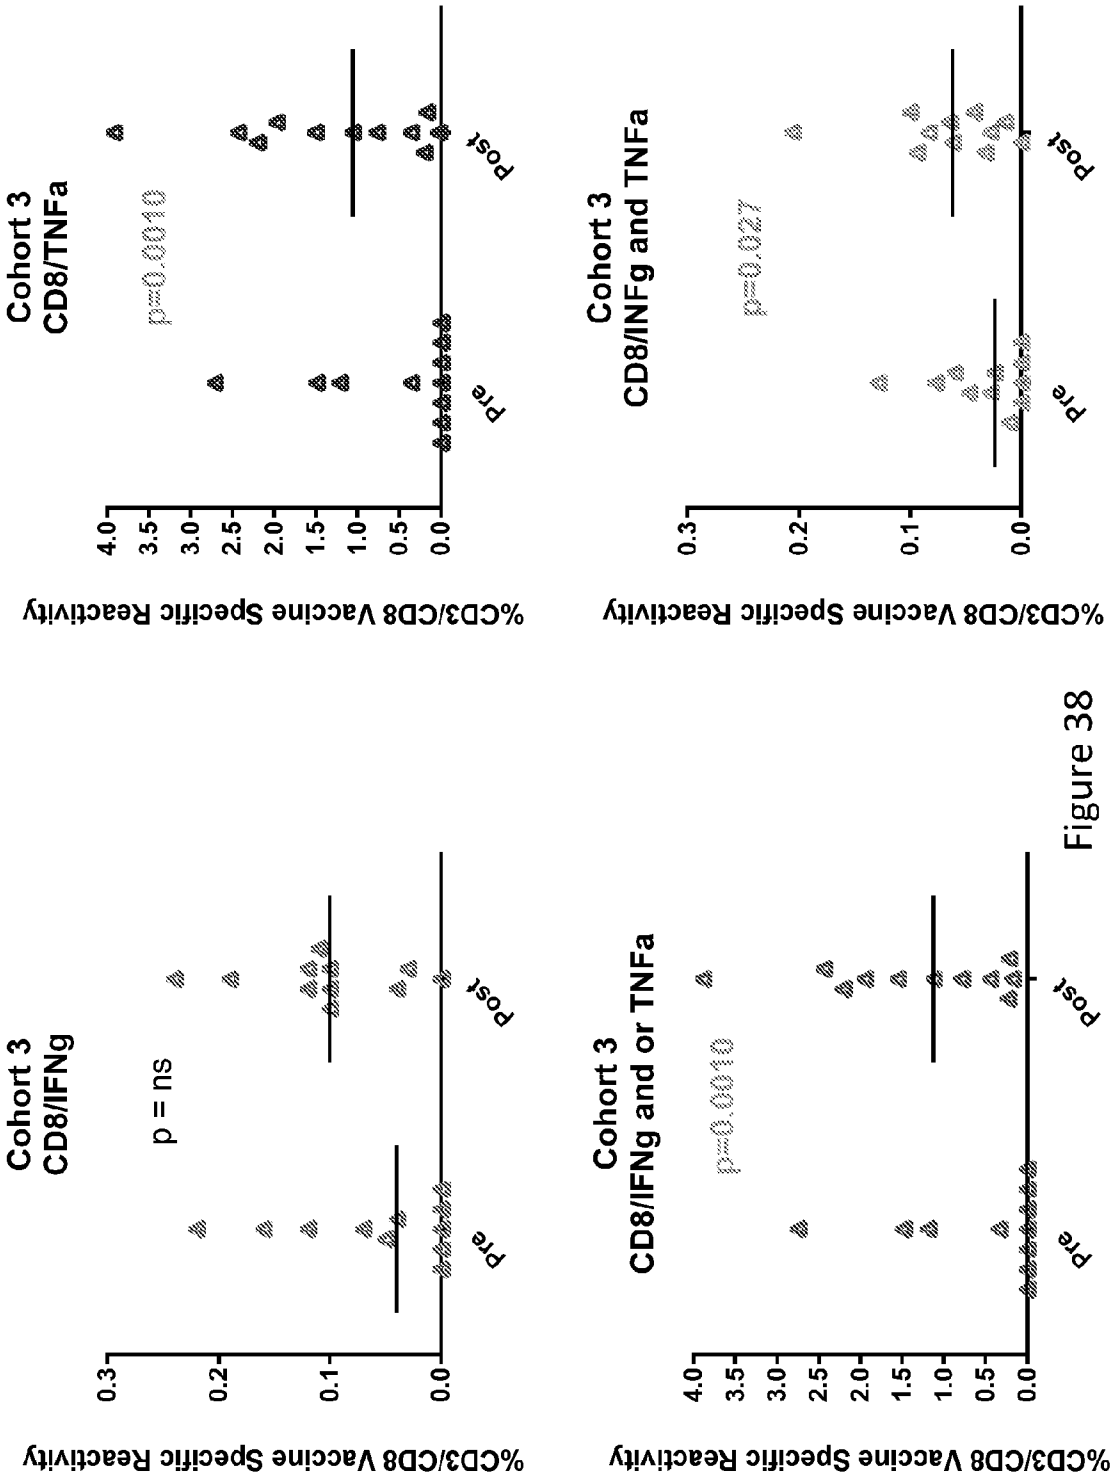 Cohort 3
CD8/IFNg
p = ns
%CD3/CD8 Vaccine Specific Reactivity
0.3
0.2
0.1
0.0
Pre
Post
Cohort 3
CD8/TNFa
p=0.0010
%CD3/CD8 Vaccine Specific Reactivity
4.0
3.5
3.0
2.5
2.0
1.5
1.0
0.5
0.0
Pre
Post
Cohort 3
CD8/IFNg and or TNFa
p=0.0010
%CD3/CD8 Vaccine Specific Reactivity
4.0
3.5
3.0
2.5
2.0
1.5
1.0
0.5
0.0
Pre
Post
Cohort 3
CD8/INFg and TNFa
p=0.027
%CD3/CD8 Vaccine Specific Reactivity
0.3
0.2
0.1
0.0
Pre
Post
Figure 38